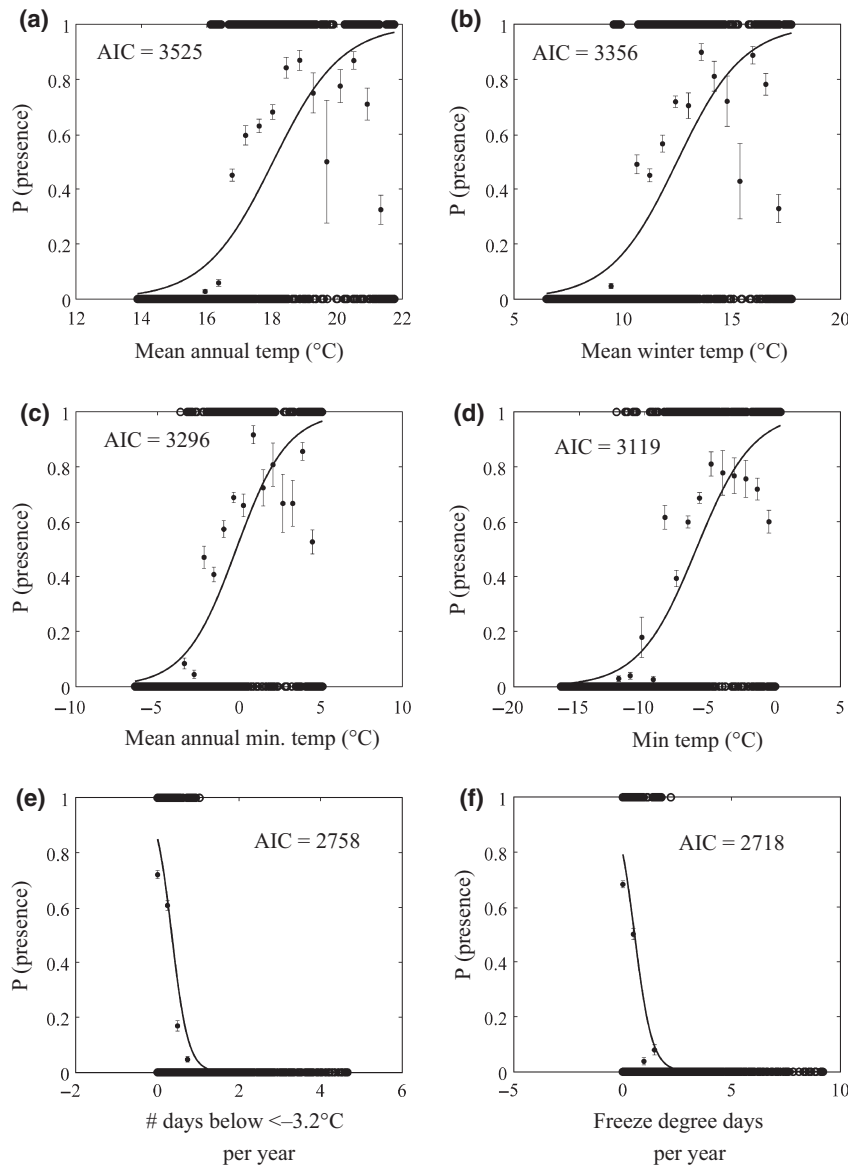 (a)
AIC = 3525
P (presence)
1
0.8
0.6
0.4
0.2
0
12
14
16
18
20
22
Mean annual temp (°C)
(b)
AIC = 3356
P (presence)
1
0.8
0.6
0.4
0.2
0
5
10
15
20
Mean winter temp (°C)
(c)
AIC = 3296
P (presence)
1
0.8
0.6
0.4
0.2
0
−10
−5
0
5
10
Mean annual min. temp (°C)
(d)
AIC = 3119
P (presence)
1
0.8
0.6
0.4
0.2
0
−20
−15
−10
−5
0
5
Min temp (°C)
(e)
AIC = 2758
P (presence)
1
0.8
0.6
0.4
0.2
0
−2
0
2
4
6
# days below <–3.2°C
per year
(f)
AIC = 2718
P (presence)
1
0.8
0.6
0.4
0.2
0
−5
0
5
10
Freeze degree days
per year